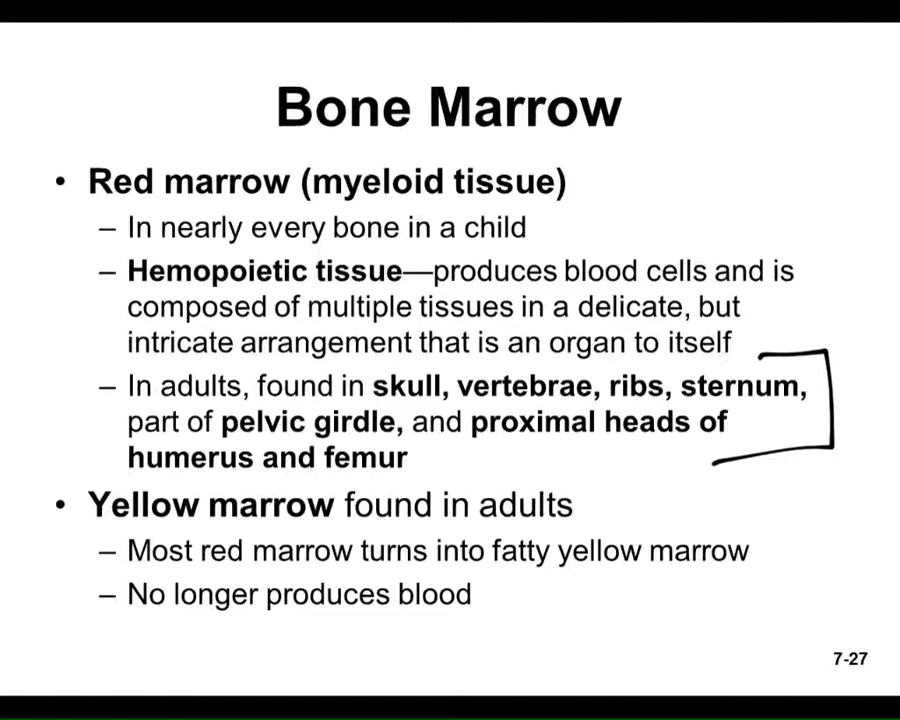 Bone Marrow
• Red marrow (myeloid tissue)
– In nearly every bone in a child
– Hemopoietic tissue—produces blood cells and is
composed of multiple tissues in a delicate, but
intricate arrangement that is an organ to itself
– In adults, found in skull, vertebrae, ribs, sternum,
part of pelvic girdle, and proximal heads of
humerus and femur
• Yellow marrow found in adults
– Most red marrow turns into fatty yellow marrow
– No longer produces blood
7-27